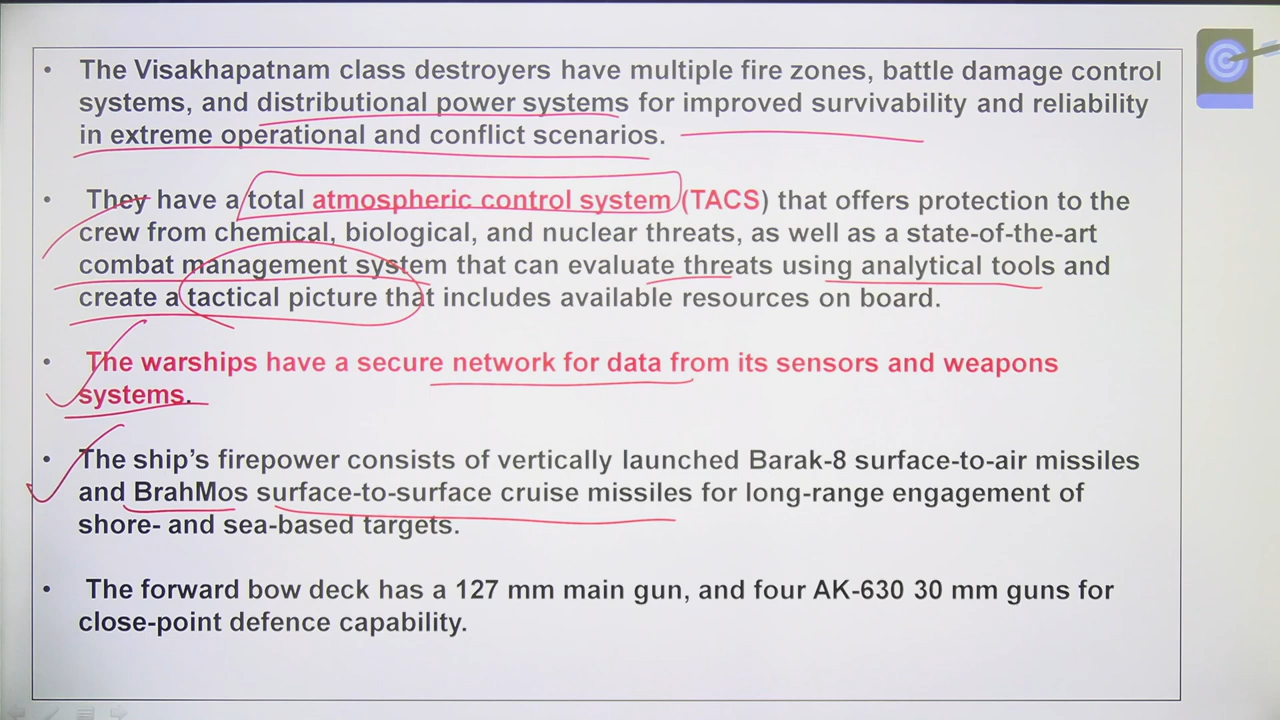 • The Visakhapatnam class destroyers have multiple fire zones, battle damage control
systems, and distributional power systems for improved survivability and reliability
in extreme operational and conflict scenarios.
• They have a total atmospheric control system (TACS) that offers protection to the
crew from chemical, biological, and nuclear threats, as well as a state-of-the-art
combat management system that can evaluate threats using analytical tools and
create a tactical picture that includes available resources on board.
• The warships have a secure network for data from its sensors and weapons
systems.
• The ship’s firepower consists of vertically launched Barak-8 surface-to-air missiles
and BrahMos surface-to-surface cruise missiles for long-range engagement of
shore- and sea-based targets.
• The forward bow deck has a 127 mm main gun, and four AK-630 30 mm guns for
close-point defence capability.